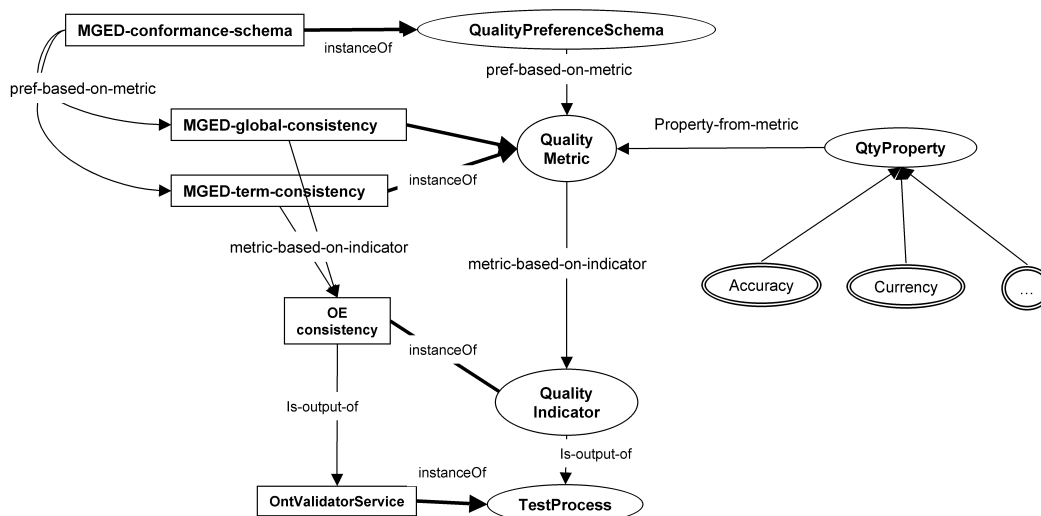 MGED-conformance-schema
instanceOf
QualityPreferenceSchema
pref-based-on-metric
pref-based-on-metric
MGED-global-consistency
Property-from-metric
Quality
Metric
QtyProperty
MGED-term-consistency
instanceOf
metric-based-on-indicator
metric-based-on-indicator
Accuracy
Currency
...
OE
consistency
instanceOf
Quality
Indicator
Is-output-of
Is-output-of
instanceOf
OntValidatorService
TestProcess